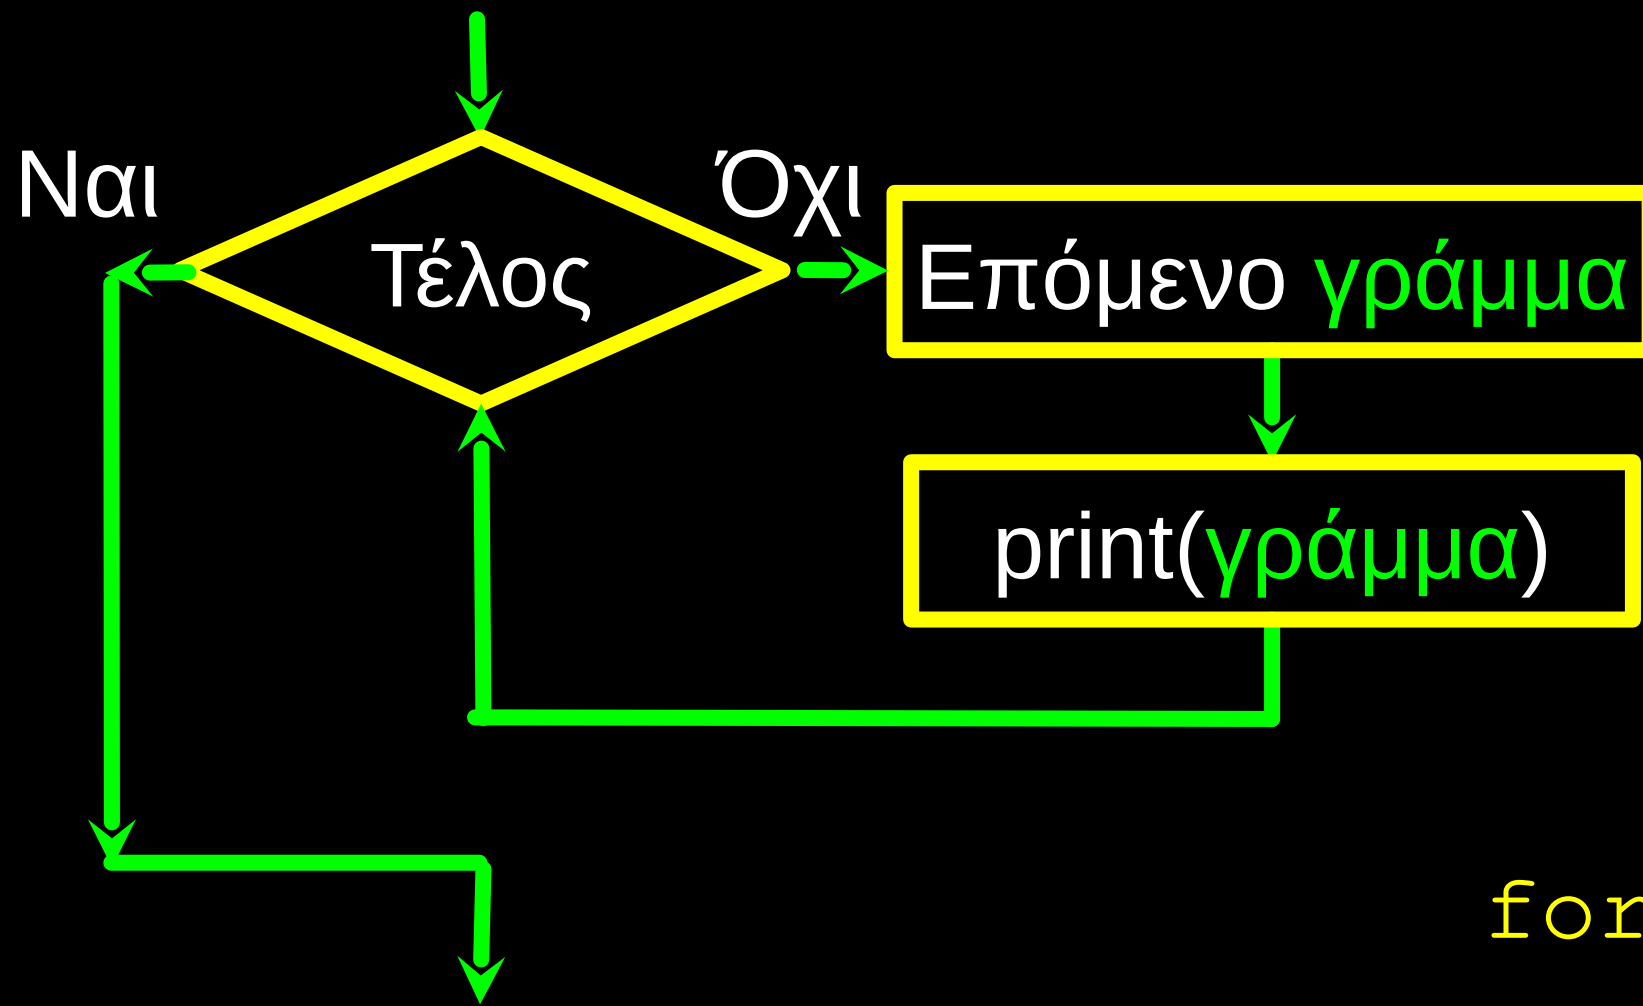 Ναι
Όχι
Τέλος
Επόμενο γράμμα
print(γράμμα)
for